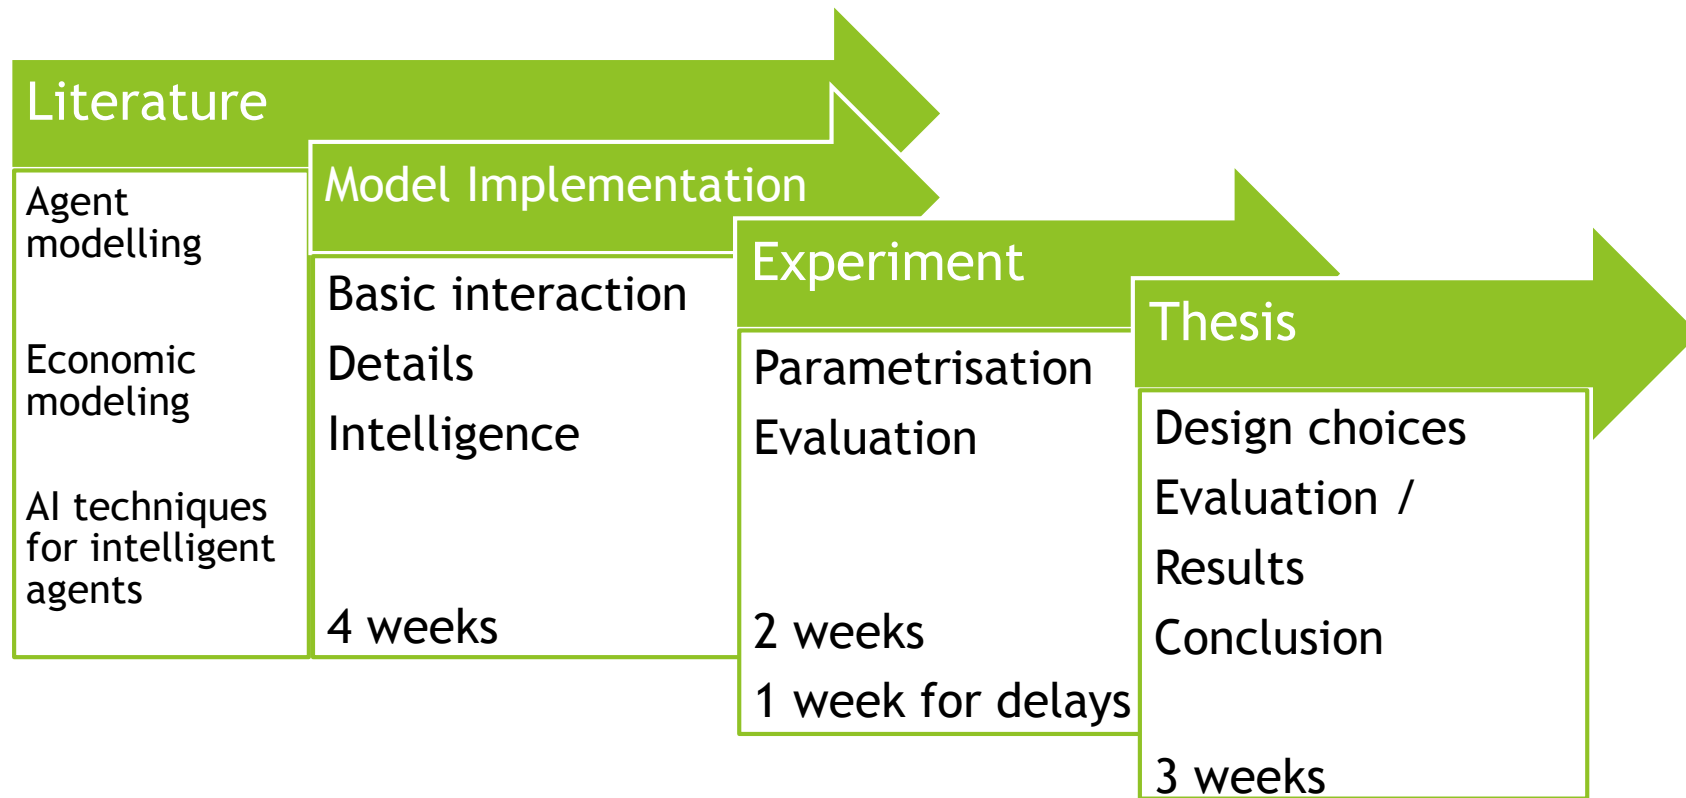 Literature
Agent
modelling
Economic
modeling
AI techniques
for intelligent
agents
Model Implementation
Basic interaction
Details
Intelligence
4 weeks
Experiment
Parametrisation
Evaluation
2 weeks
1 week for delays
Thesis
Design choices
Evaluation /
Results
Conclusion
3 weeks